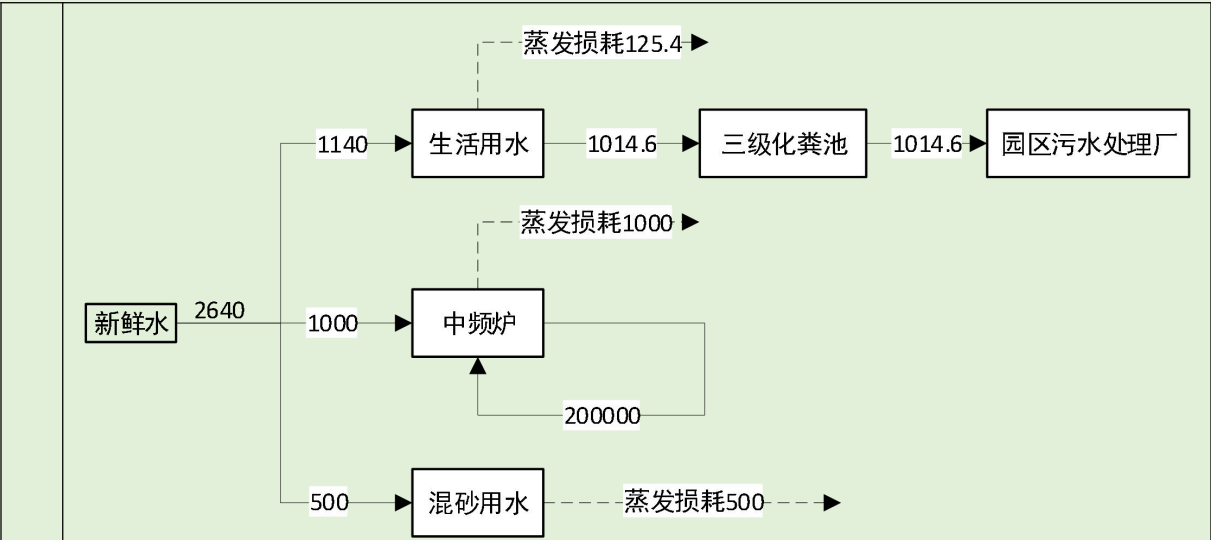 蒸发损耗125.4
1140
生活用水
1014.6
三级化粪池
1014.6
园区污水处理厂
蒸发损耗1000
新鲜水
2640
1000
中频炉
200000
500
混砂用水
蒸发损耗500